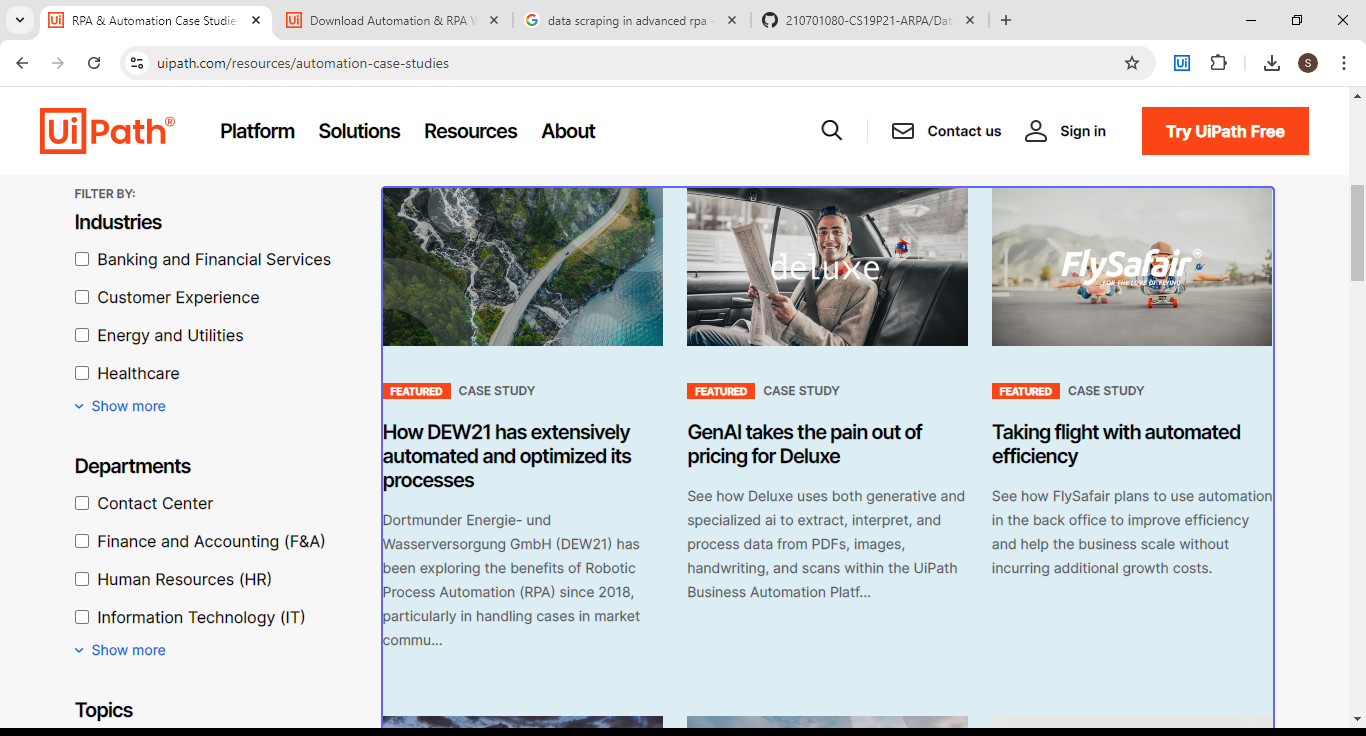 RPA & Automation Case Studies
Download Automation & RPA
data scraping in advanced rpa -
210701080-CS19P21-ARPA/Dat
uipath.com/resources/automation-case-studies
Ui
S
UiPath®
Platform
Solutions
Resources
About
Contact us
Sign in
Try UiPath Free
FILTER BY:
Industries
Banking and Financial Services
Customer Experience
Energy and Utilities
Healthcare
Show more
Departments
Contact Center
Finance and Accounting (F&A)
Human Resources (HR)
Information Technology (IT)
Show more
Topics
FEATURED CASE STUDY
How DEW21 has extensively
automated and optimized its
processes
Dortmunder Energie- und
Wasserversorgung GmbH (DEW21) has
been exploring the benefits of Robotic
Process Automation (RPA) since 2018,
particularly in handling cases in market
commu...
deluxe
FEATURED CASE STUDY
GenAI takes the pain out of
pricing for Deluxe
See how Deluxe uses both generative and
specialized ai to extract, interpret, and
process data from PDFs, images,
handwriting, and scans within the UiPath
Business Automation Platf...
FlySafair
FOR THE LOVE OF FLYING
FEATURED CASE STUDY
Taking flight with automated
efficiency
See how FlySafair plans to use automation
in the back office to improve efficiency
and help the business scale without
incurring additional growth costs.